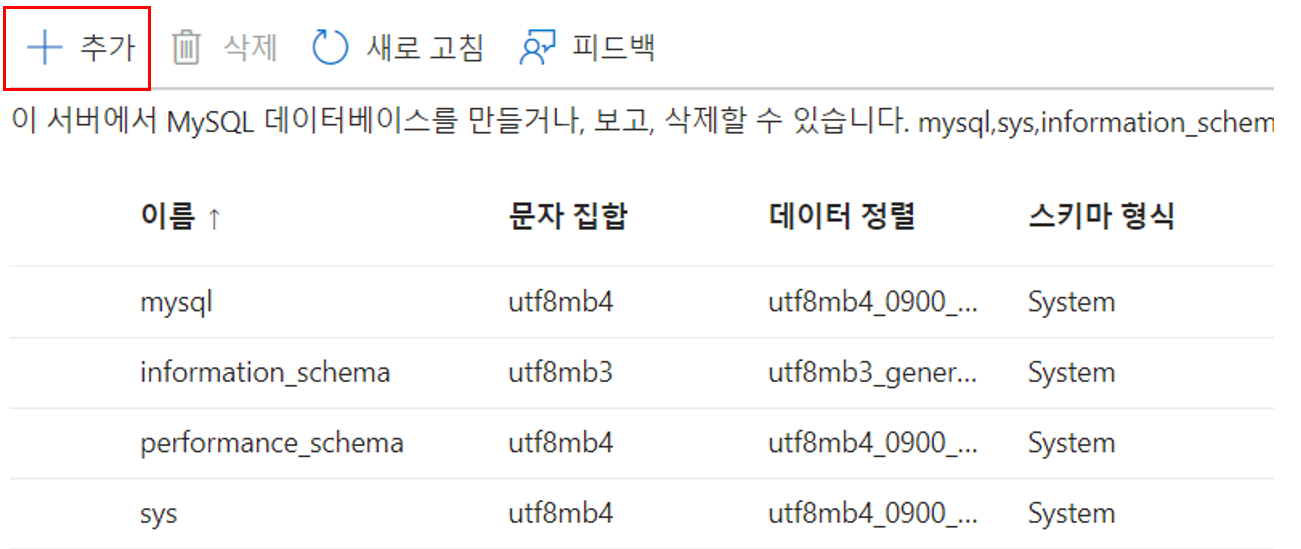 추가 삭제 새로 고침 피드백
이 서버에서 MySQL 데이터베이스를 만들거나, 보고, 삭제할 수 있습니다. mysql,sys,information_schem
이름 ↑ 문자 집합 데이터 정렬 스키마 형식
mysql utf8mb4 utf8mb4_0900_... System
information_schema utf8mb3 utf8mb3_gener... System
performance_schema utf8mb4 utf8mb4_0900_... System
sys utf8mb4 utf8mb4_0900_... System